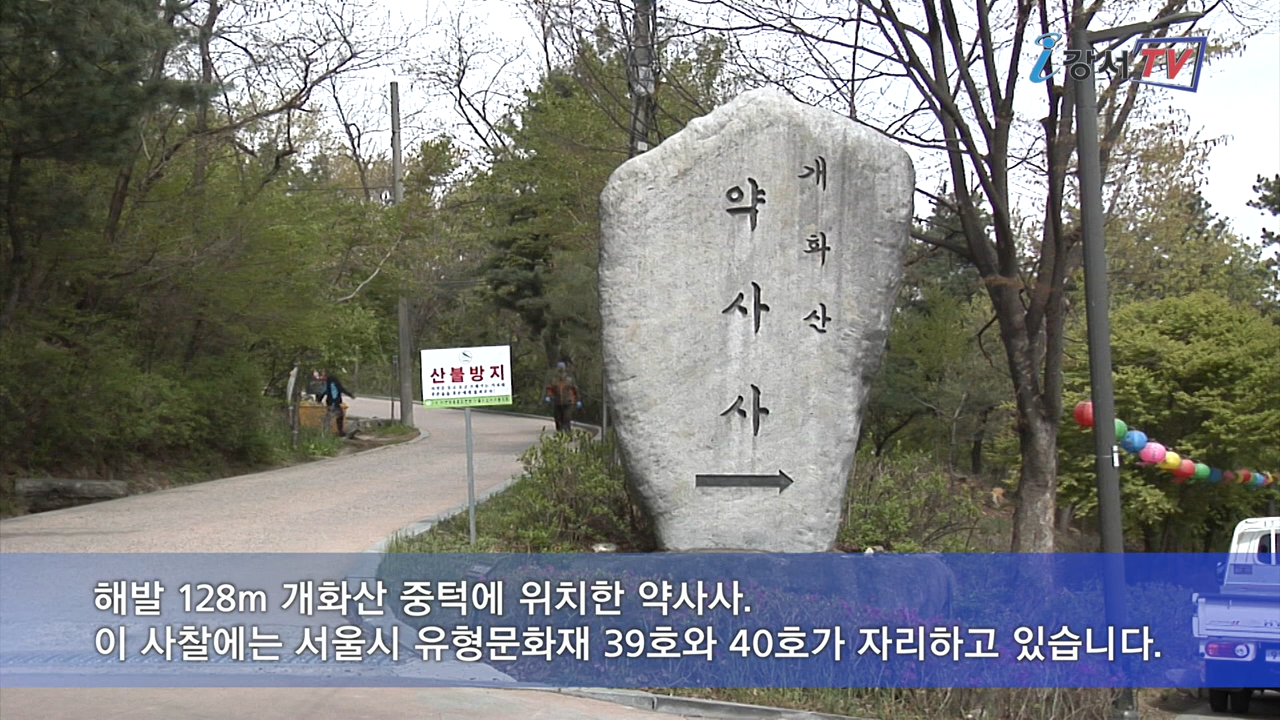 i강서TV
개화산
약사사
산불방지
해발 128m 개화산 중턱에 위치한 약사사.
이 사찰에는 서울시 유형문화재 39호와 40호가 자리하고 있습니다.